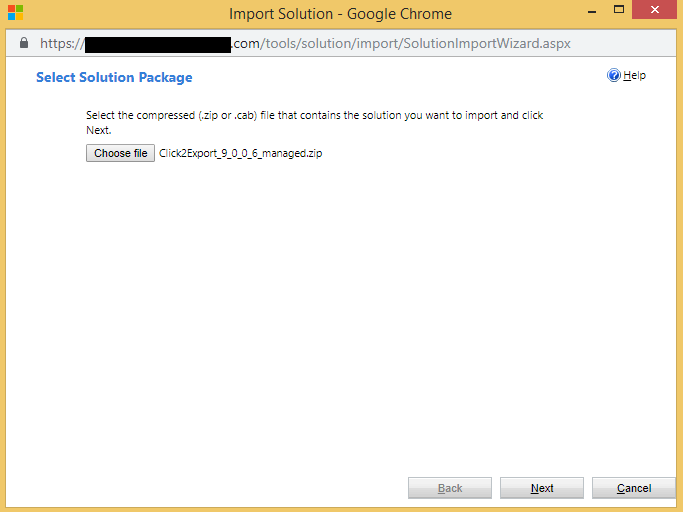 Import Solution - Google Chrome
https:// .com/tools/solution/import/SolutionImportWizard.aspx
Select Solution Package
Help
Select the compressed (.zip or .cab) file that contains the solution you want to import and click
Next.
Choose file Click2Export_9_0_0_6_managed.zip
Back Next Cancel